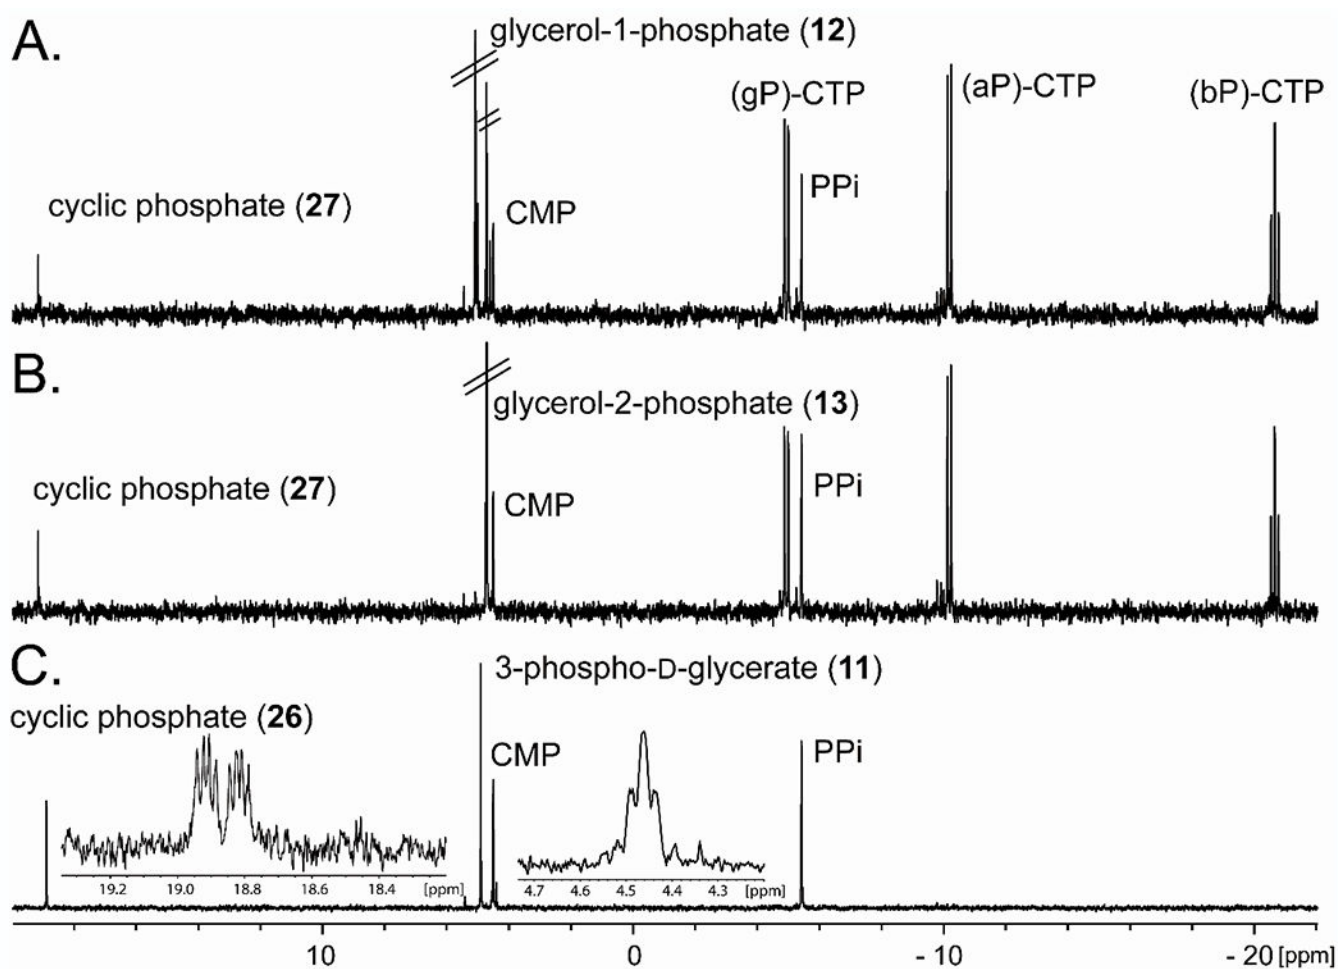 A.
glycerol-1-phosphate (12)
(gP)-CTP
(aP)-CTP
(bP)-CTP
cyclic phosphate (27)
CMP
PPi
B.
glycerol-2-phosphate (13)
cyclic phosphate (27)
CMP
PPi
C.
3-phospho-D-glycerate (11)
cyclic phosphate (26)
CMP
PPi
19.2 19.0 18.8 18.6 18.4 [ppm]
4.7 4.6 4.5 4.4 4.3 [ppm]
10 0 - 10 - 20 [ppm]